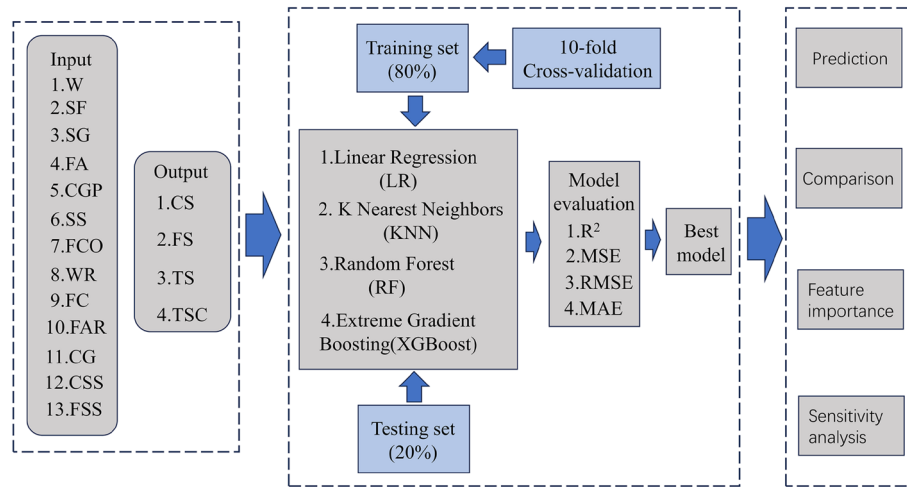 Input
1.W
2.SF
3.SG
4.FA
5.CGP
6.SS
7.FCO
8.WR
9.FC
10.FAR
11.CG
12.CSS
13.FSS
Output
1.CS
2.FS
3.TS
4.TSC
Training set
(80%)
10-fold
Cross-validation
1.Linear Regression
(LR)
2. K Nearest Neighbors
(KNN)
3.Random Forest
(RF)
4.Extreme Gradient
Boosting(XGBoost)
Testing set
(20%)
Model
evaluation
1.R²
2.MSE
3.RMSE
4.MAE
Best
model
Prediction
Comparison
Feature
importance
Sensitivity
analysis